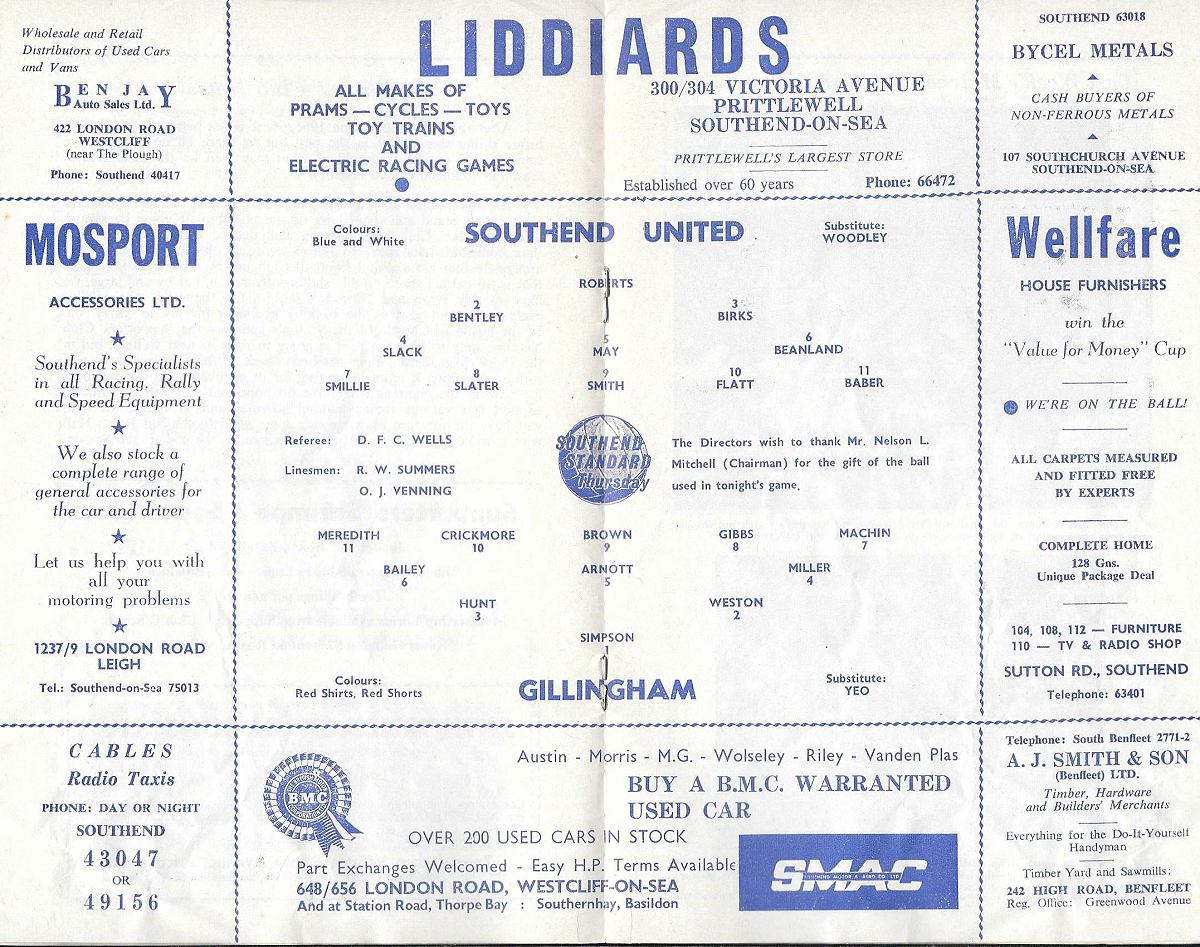 Wholesale and Retail
Distributors of Used Cars
and Vans
BEN JAY
Auto Sales Ltd.
422 LONDON ROAD
WESTCLIFF
(near The Plough)
Phone: Southend 40417
LIDDIARDS
ALL MAKES OF
PRAMS — CYCLES — TOYS
TOY TRAINS
AND
ELECTRIC RACING GAMES
300/304 VICTORIA AVENUE
PRITTLEWELL
SOUTHEND-ON-SEA
PRITTLEWELL'S LARGEST STORE
Established over 60 years Phone: 66472
SOUTHEND 63018
BYCEL METALS
CASH BUYERS OF
NON-FERROUS METALS
107 SOUTHCHURCH AVENUE
SOUTHEND-ON-SEA.
MOSPORT
ACCESSORIES LTD.
Southend's Specialists
in all Racing, Rally
and Speed Equipment
We also stock a
complete range of
general accessories for
the car and driver
Let us help you with
all your
motoring problems
1237/9 LONDON ROAD
LEIGH
Tel.: Southend-on-Sea 75013
Colours:
Blue and White
SOUTHEND UNITED
Substitute:
WOODLEY
ROBERTS
2 3
BENTLEY BIRKS
4 5 6
SLACK MAY BEANLAND
7 8 9 10 11
SMILLIE SLATER SMITH FLATT BABER
Referee: D. F. C. WELLS
Linesmen: R. W. SUMMERS
O. J. VENNING
SOUTHEND
STANDARD
Thursday
The Directors wish to thank Mr. Nelson L.
Mitchell (Chairman) for the gift of the ball
used in tonight's game.
MEREDITH CRICKMORE BROWN GIBBS MACHIN
11 10 9 8 7
BAILEY ARNOTT MILLER
6 5 4
HUNT WESTON
3 2
SIMPSON
1
Colours:
Red Shirts, Red Shorts
GILLINGHAM
Substitute:
YEO
Wellfare
HOUSE FURNISHERS
win the
"Value for Money" Cup
WE'RE ON THE BALL!
ALL CARPETS MEASURED
AND FITTED FREE
BY EXPERTS
COMPLETE HOME
128 Gns.
Unique Package Deal
104, 108, 112 — FURNITURE
110 — TV & RADIO SHOP
SUTTON RD., SOUTHEND
Telephone: 63401
CABLES
Radio Taxis
PHONE: DAY OR NIGHT
SOUTHEND
43047
OR
49156
BMC
Austin - Morris - M.G. - Wolseley - Riley - Vanden Plas
BUY A B.M.C. WARRANTED
USED CAR
OVER 200 USED CARS IN STOCK
Part Exchanges Welcomed - Easy H.P. Terms Available
648/656 LONDON ROAD, WESTCLIFF-ON-SEA
And at Station Road, Thorpe Bay : Southernhay, Basildon
SMAC
SOUTHEND MOTOR & AERO CO. LTD
Telephone: South Benfleet 2771-2
A. J. SMITH & SON
(Benfleet) LTD.
Timber, Hardware
and Builders' Merchants
Everything for the Do-It-Yourself
Handyman
Timber Yard and Sawmills:
242 HIGH ROAD, BENFLEET
Reg. Office: Greenwood Avenue